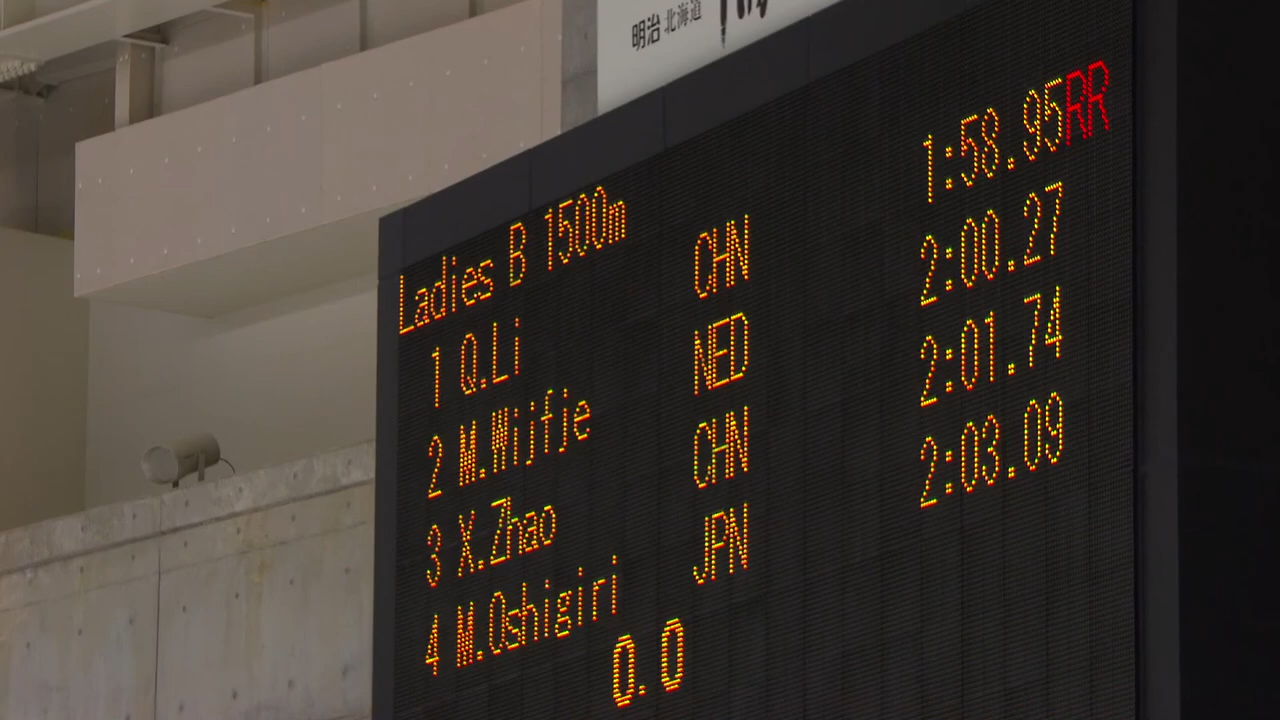 明治 北海道
Ladies B 1500m
1 Q.Li CHN 1:58.95RR
2 M.Wijfje NED 2:00.27
3 X.Zhao CHN 2:01.74
4 M.Oshigiri JPN 2:03.09
0.0